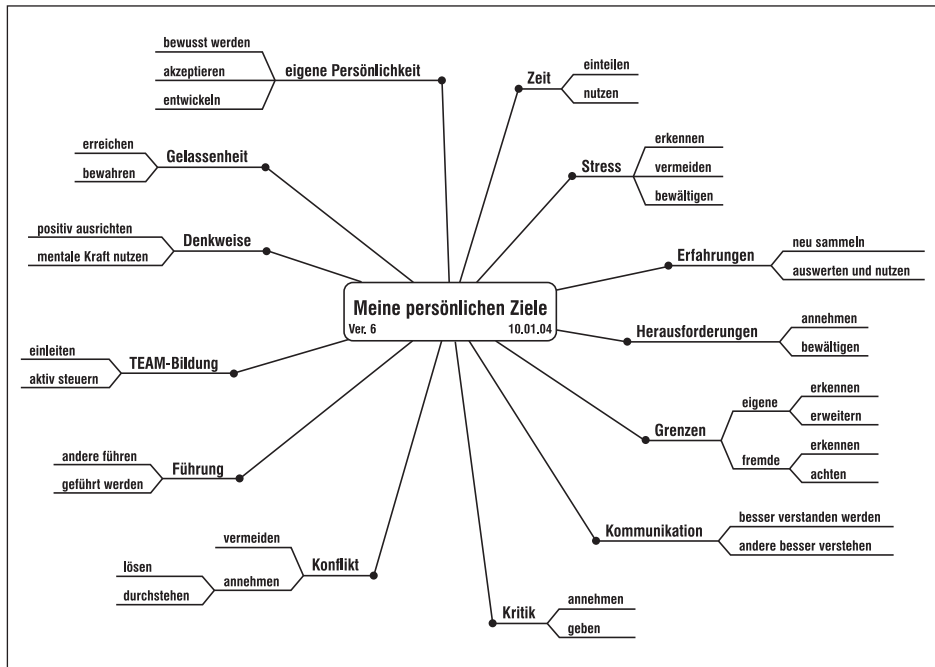 Meine persönlichen Ziele
Ver. 6 10.01.04
Zeit
einteilen
nutzen
Stress
erkennen
vermeiden
bewältigen
Erfahrungen
neu sammeln
auswerten und nutzen
Herausforderungen
annehmen
bewältigen
Grenzen
eigene
erkennen
erweitern
fremde
erkennen
achten
Kommunikation
besser verstanden werden
andere besser verstehen
Kritik
annehmen
geben
Konflikt
vermeiden
annehmen
lösen
durchstehen
Führung
andere führen
geführt werden
TEAM-Bildung
einleiten
aktiv steuern
Denkweise
positiv ausrichten
mentale Kraft nutzen
Gelassenheit
erreichen
bewahren
eigene Persönlichkeit
bewusst werden
akzeptieren
entwickeln